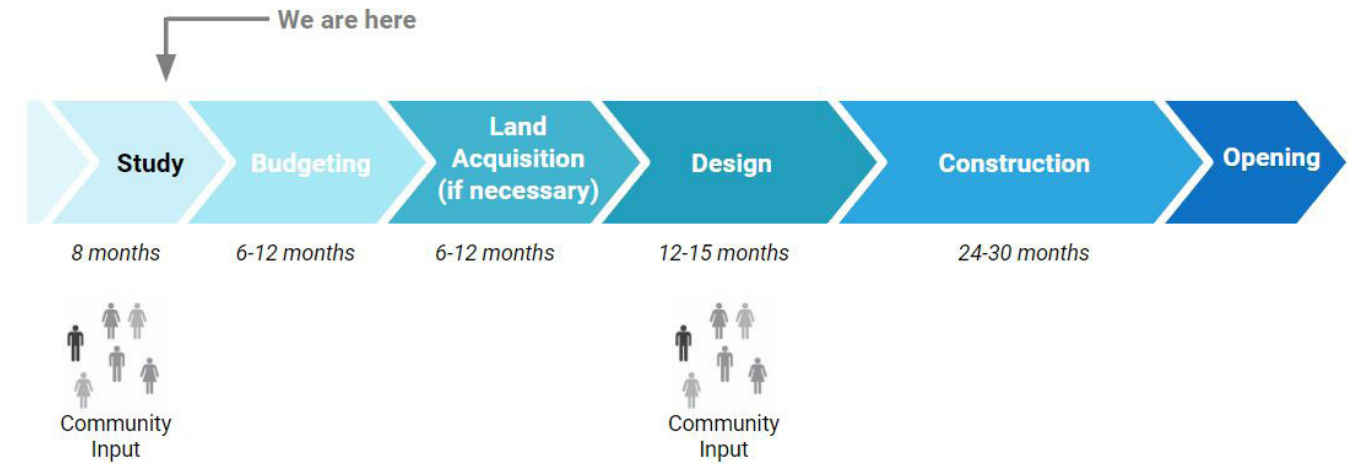 We are here
Study
Budgeting
Land
Acquisition
(if necessary)
Design
Construction
Opening
8 months
6-12 months
6-12 months
12-15 months
24-30 months
Community
Input
Community
Input